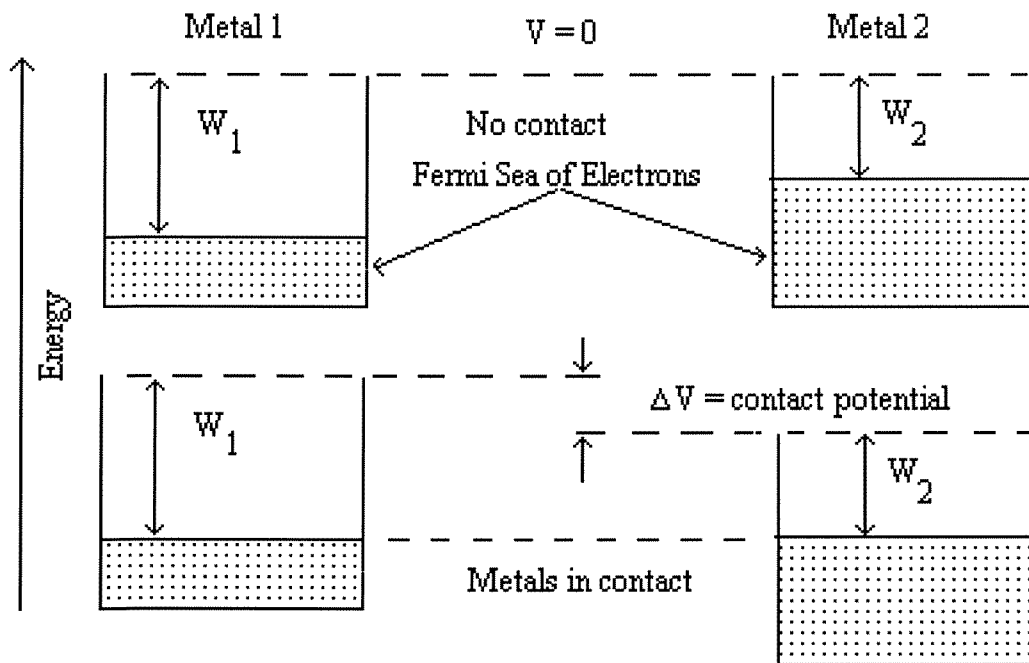 Metal 1
V = 0
Metal 2
W1
W2
No contact
Fermi Sea of Electrons
Energy
ΔV = contact potential
W1
W2
Metals in contact